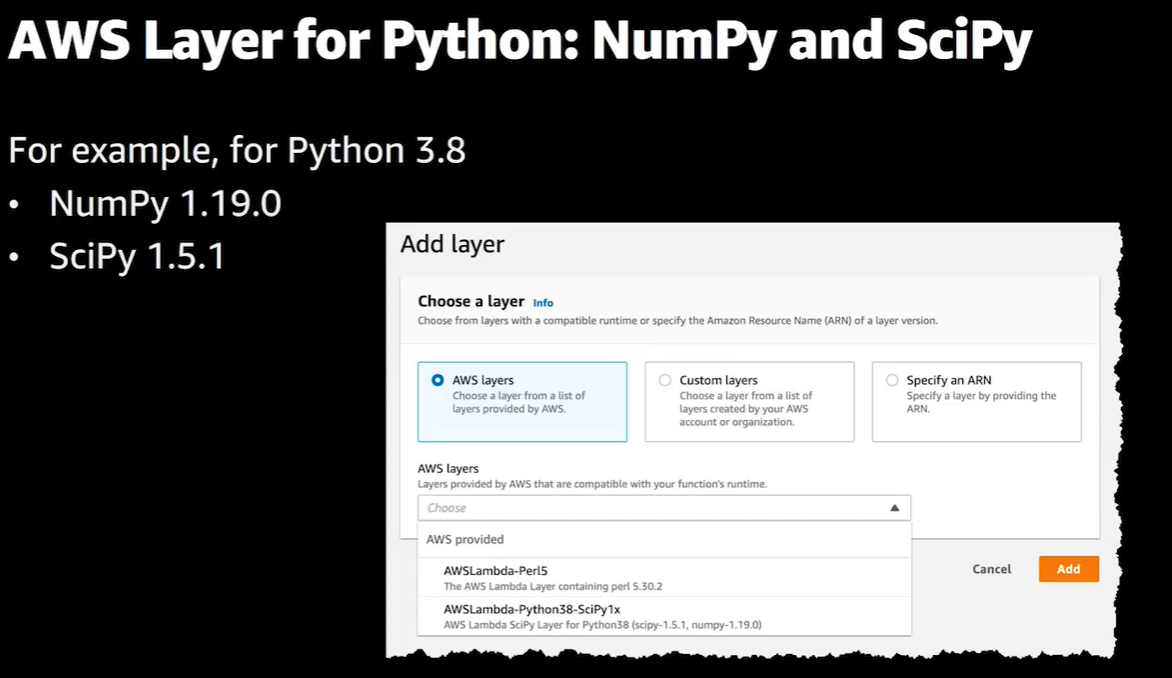 AWS Layer for Python: NumPy and SciPy
For example, for Python 3.8
• NumPy 1.19.0
• SciPy 1.5.1
Add layer
Choose a layer Info
Choose from layers with a compatible runtime or specify the Amazon Resource Name (ARN) of a layer version.
AWS layers
Choose a layer from a list of
layers provided by AWS.
Custom layers
Choose a layer from a list of
layers created by your AWS
account or organization.
Specify an ARN
Specify a layer by providing the
ARN.
AWS layers
Layers provided by AWS that are compatible with your function's runtime.
Choose
AWS provided
AWSLambda-Perl5
The AWS Lambda Layer containing perl 5.30.2
AWSLambda-Python38-SciPy1x
AWS Lambda SciPy Layer for Python38 (scipy-1.5.1, numpy-1.19.0)
Cancel
Add